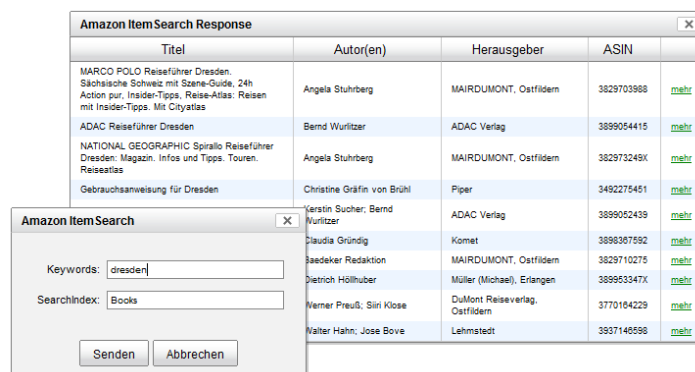 Amazon ItemSearch Response
Titel Autor(en) Herausgeber ASIN
MARCO POLO Reiseführer Dresden.
Sächsische Schweiz mit Szene-Guide, 24h
Action pur, Insider-Tipps, Reise-Atlas: Reisen
mit Insider-Tipps. Mit Cityatlas
Angela Stuhrberg MAIRDUMONT, Ostfildern 3829703988 mehr
ADAC Reiseführer Dresden Bernd Wurlitzer ADAC Verlag 3899054415 mehr
NATIONAL GEOGRAPHIC Spirallo Reiseführer
Dresden: Magazin. Infos und Tipps. Touren.
Reiseatlas
Angela Stuhrberg MAIRDUMONT, Ostfildern 382973249X mehr
Gebrauchsanweisung für Dresden Christine Gräfin von Brühl Piper 3492275451 mehr
Kerstin Sucher; Bernd
Wurlitzer
ADAC Verlag 3899052439 mehr
Claudia Gründig Komet 3898367592 mehr
Baedeker Redaktion MAIRDUMONT, Ostfildern 3829710275 mehr
Dietrich Höllhuber Müller (Michael), Erlangen 389953347X mehr
Werner Preuß; Siiri Klose DuMont Reiseverlag,
Ostfildern
3770164229 mehr
Walter Hahn; Jose Bove Lehmstedt 3937146598 mehr
Amazon ItemSearch
Keywords: dresden
SearchIndex: Books
Senden Abbrechen